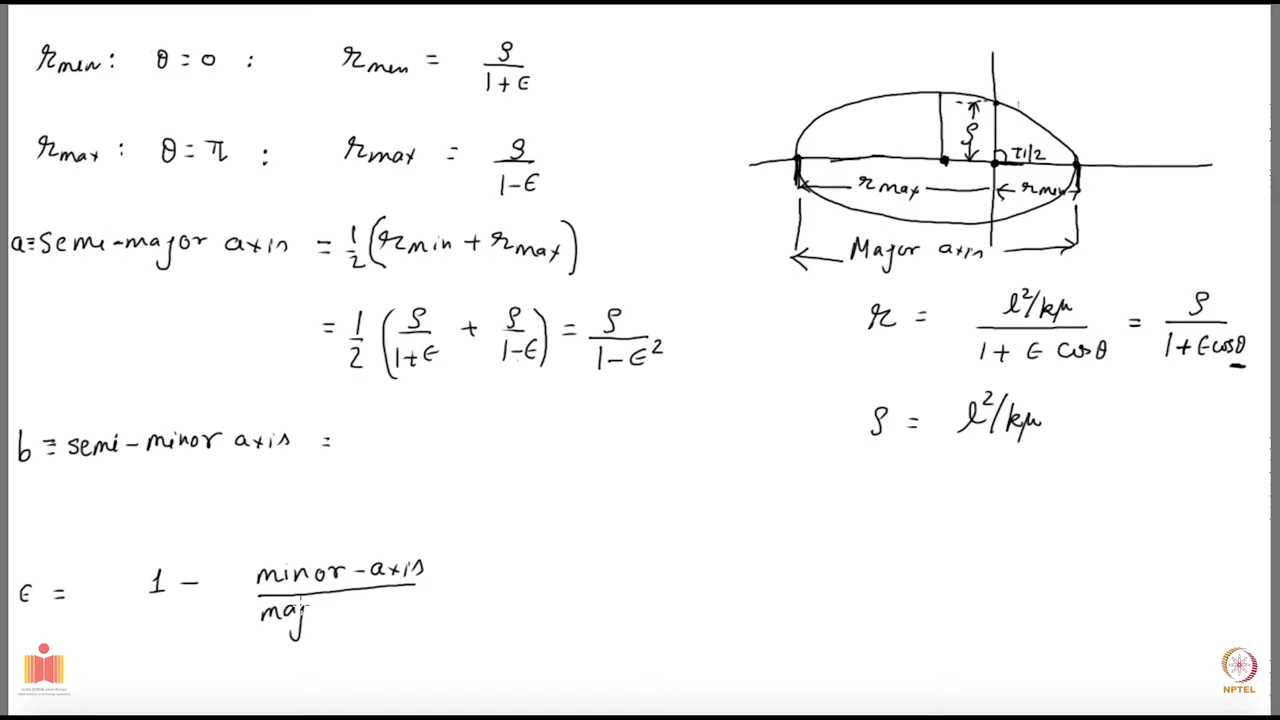 r_min : θ = 0 : r_min = ρ/(1+ε)
r_max : θ = π : r_max = ρ/(1-ε)
a ≡ semi-major axis = 1/2 (r_min + r_max)
= 1/2 (ρ/(1+ε) + ρ/(1-ε)) = ρ/(1-ε²)
b ≡ semi-minor axis =
ε = 1 - minor-axis/maj
ρ
π/2
r_max
r_min
Major axis
r = (l²/kμ)/(1+ε cosθ) = ρ/(1+ε cosθ)
ρ = l²/kμ
NPTEL